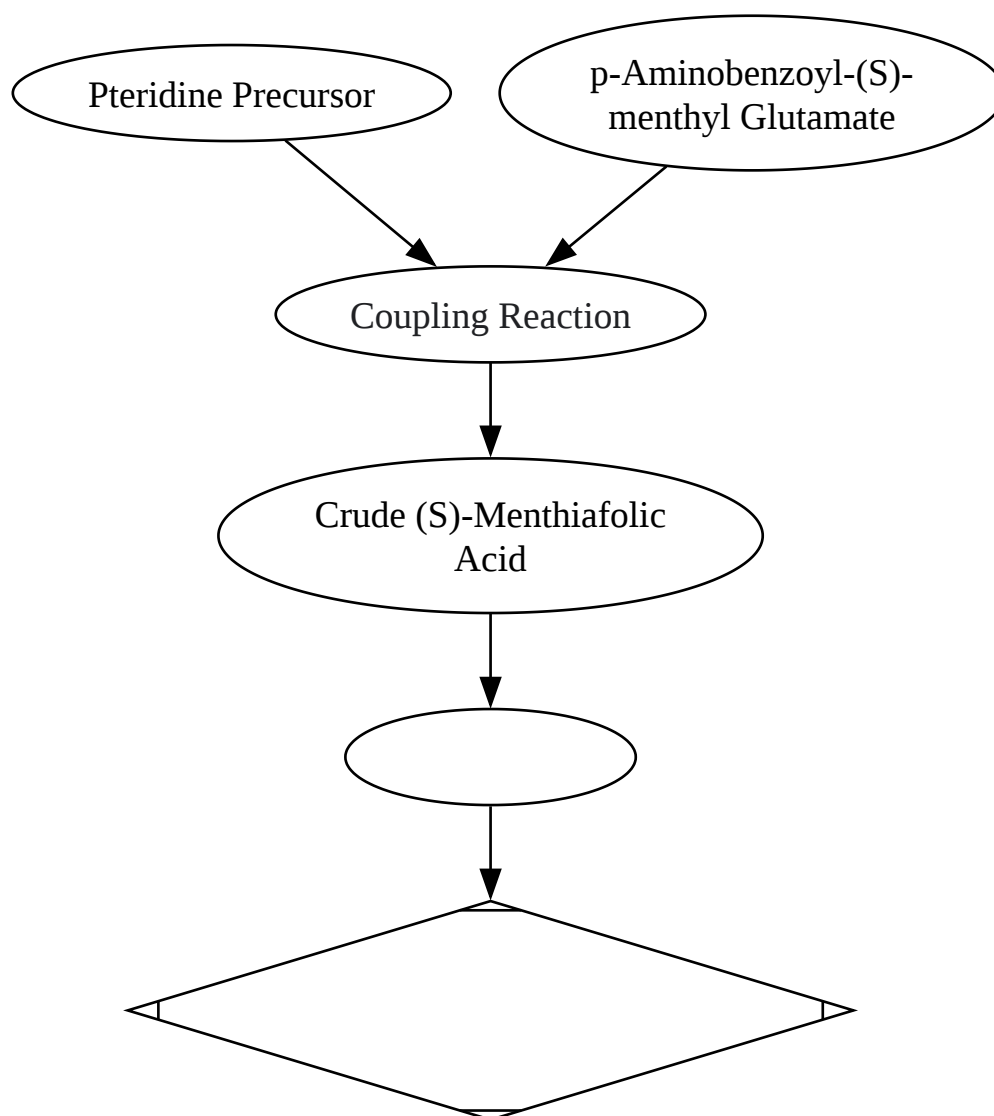 Pteridine Precursor
p-Aminobenzoyl-(S)-
menthyl Glutamate
Coupling Reaction
Crude (S)-Menthiafolic
Acid